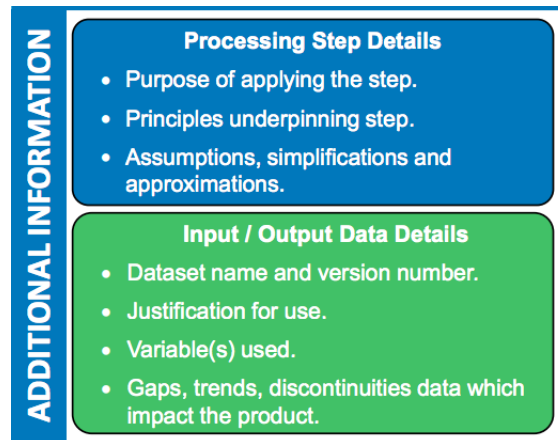 ADDITIONAL INFORMATION
Processing Step Details
• Purpose of applying the step.
• Principles underpinning step.
• Assumptions, simplifications and
approximations.
Input / Output Data Details
• Dataset name and version number.
• Justification for use.
• Variable(s) used.
• Gaps, trends, discontinuities data which
impact the product.